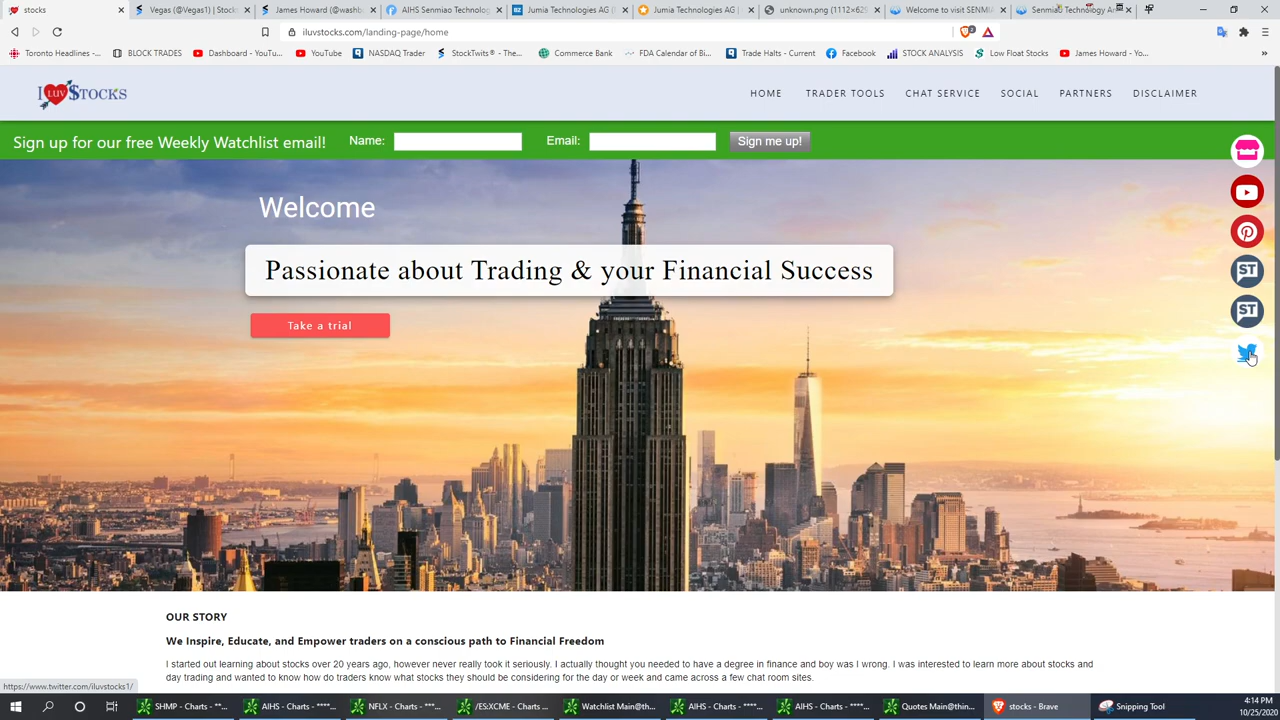 stocks
Vegas (@Vegas1) | Stock
James Howard (@washb
AIHS Senmiao Technolog
Jumia Technologies AG (
Jumia Technologies AG |
unknown.png (1112×62
Welcome to visit SENMI
Senmiao Technology A
iluvstocks.com/landing-page/home
Toronto Headlines -...
BLOCK TRADES
Dashboard - YouTu...
YouTube
NASDAQ Trader
StockTwits® - The...
Commerce Bank
FDA Calendar of Bi...
Trade Halts - Current
Facebook
STOCK ANALYSIS
Low Float Stocks
James Howard - Yo...
I LUV $TOCKS
HOME TRADER TOOLS CHAT SERVICE SOCIAL PARTNERS DISCLAIMER
Sign up for our free Weekly Watchlist email! Name: Email: Sign me up!
Welcome
Passionate about Trading & your Financial Success
Take a trial
ST
ST
OUR STORY
We Inspire, Educate, and Empower traders on a conscious path to Financial Freedom
I started out learning about stocks over 20 years ago, however never really took it seriously. I actually thought you needed to have a degree in finance and boy was I wrong. I was interested to learn more about stocks and
day trading and wanted to know how do traders know what stocks they should be considering for the day or week and came across a few chat room sites.
https://www.twitter.com/iluvstocks1/
SHMP - Charts - **...
AIHS - Charts - ****...
NFLX - Charts - ***...
/ES:XCME - Charts -...
Watchlist Main@th...
AIHS - Charts - ****...
AIHS - Charts - ****...
Quotes Main@thin...
stocks - Brave
Snipping Tool
4:14 PM
10/25/2020